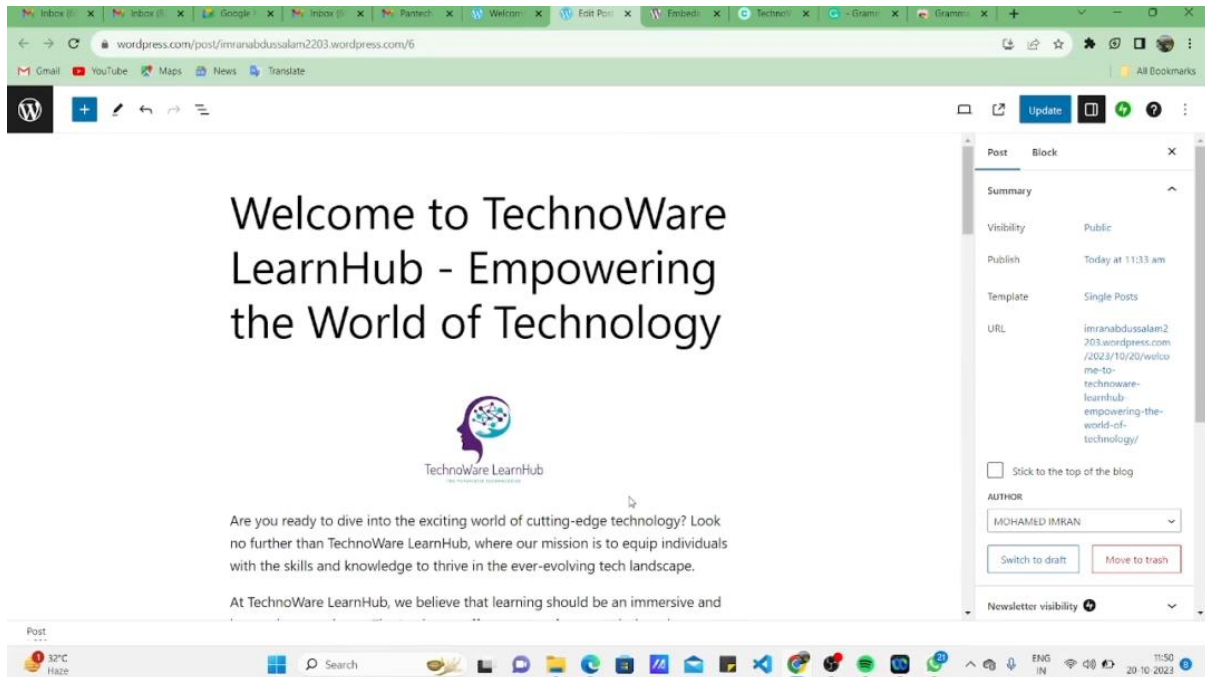 Inbox (6
Inbox (6
Google
Inbox (6
Pantech
Welcom
Edit Pos
Embedd
TechnoW
- Gramm
Gramma
wordpress.com/post/imranabdussalam2203.wordpress.com/6
Gmail YouTube Maps News Translate
All Bookmarks
Update
Post Block
Summary
Visibility Public
Publish Today at 11:33 am
Template Single Posts
URL imranabdussalam2
203.wordpress.com
/2023/10/20/welco
me-to-
technoware-
learnhub-
empowering-the-
world-of-
technology/
Stick to the top of the blog
AUTHOR
MOHAMED IMRAN
Switch to draft Move to trash
Newsletter visibility
Welcome to TechnoWare
LearnHub - Empowering
the World of Technology
TechnoWare LearnHub
Are you ready to dive into the exciting world of cutting-edge technology? Look
no further than TechnoWare LearnHub, where our mission is to equip individuals
with the skills and knowledge to thrive in the ever-evolving tech landscape.
At TechnoWare LearnHub, we believe that learning should be an immersive and
Post
32°C
Haze
Search
ENG
IN
11:50
20-10-2023